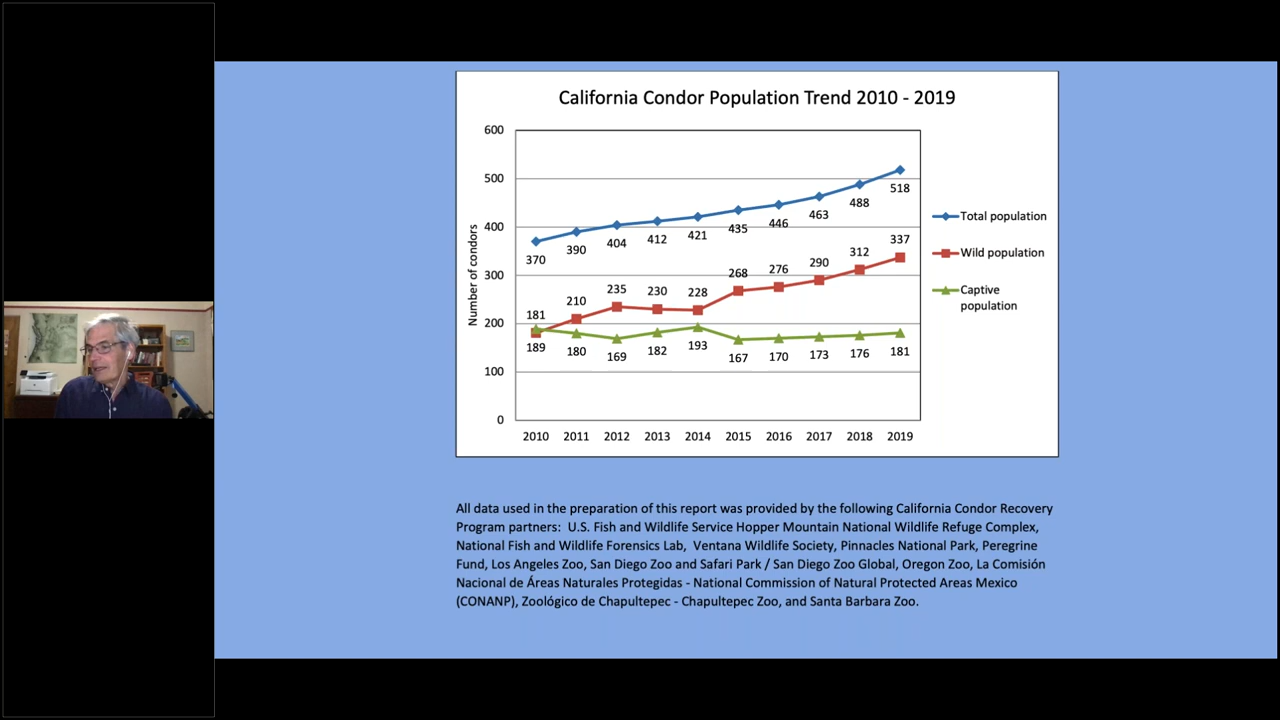 California Condor Population Trend 2010 - 2019
600
500
400
300
200
100
0
Number of condors
370
390
404
412
421
435
446
463
488
518
181
210
235
230
228
268
276
290
312
337
189
180
169
182
193
167
170
173
176
181
2010 2011 2012 2013 2014 2015 2016 2017 2018 2019
Total population
Wild population
Captive
population
All data used in the preparation of this report was provided by the following California Condor Recovery
Program partners: U.S. Fish and Wildlife Service Hopper Mountain National Wildlife Refuge Complex,
National Fish and Wildlife Forensics Lab, Ventana Wildlife Society, Pinnacles National Park, Peregrine
Fund, Los Angeles Zoo, San Diego Zoo and Safari Park / San Diego Zoo Global, Oregon Zoo, La Comisión
Nacional de Áreas Naturales Protegidas - National Commission of Natural Protected Areas Mexico
(CONANP), Zoológico de Chapultepec - Chapultepec Zoo, and Santa Barbara Zoo.